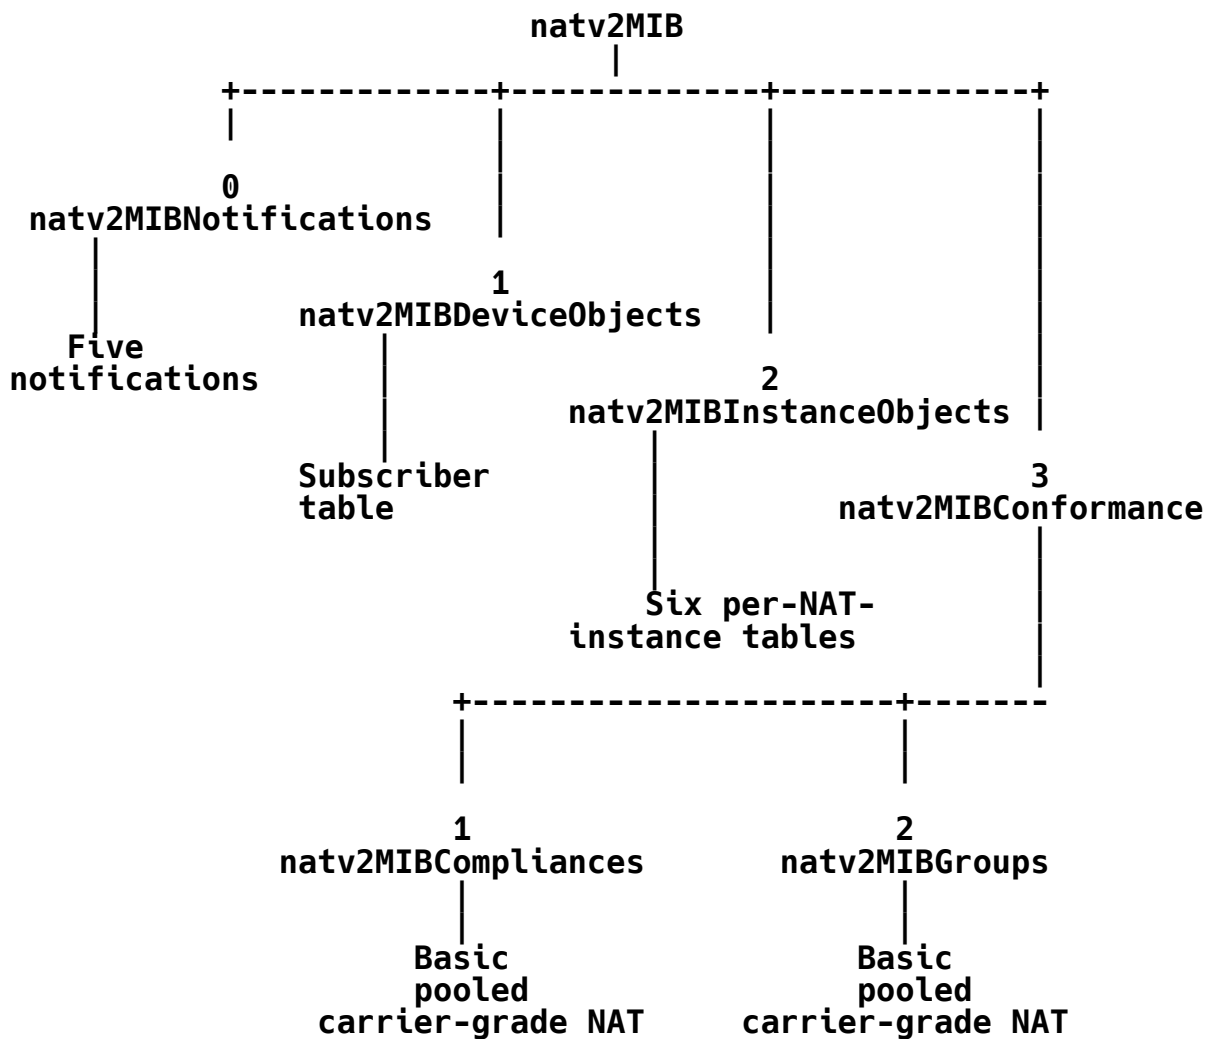 natv2MIB
0
natv2MIBNotifications
1
natv2MIBDeviceObjects
Five
notifications
2
natv2MIBInstanceObjects
Subscriber
table
3
natv2MIBConformance
Six per-NAT-
instance tables
1
natv2MIBCompliances
2
natv2MIBGroups
Basic
pooled
carrier-grade NAT
Basic
pooled
carrier-grade NAT